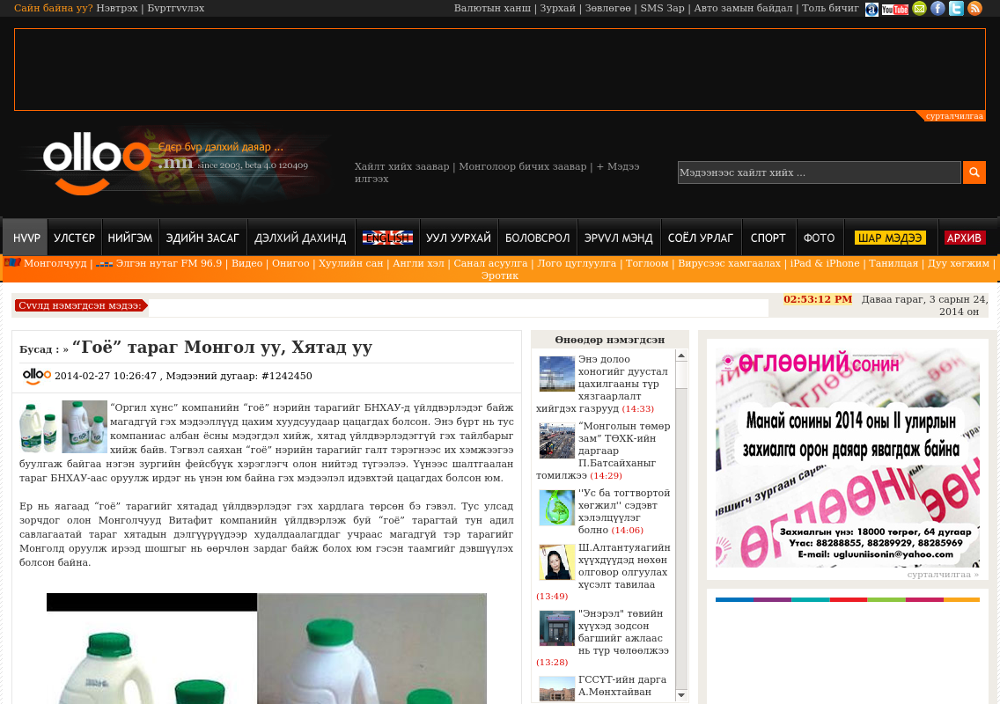 Сайн байна уу? Нэвтрэх | Бүртгүүлэх
Валютын ханш | Зурхай | Зөвлөгөө | SMS Зар | Авто замын байдал | Толь бичиг
You Tube
сурталчилгаа
olloo
.mn
Єдєр бvр дэлхий даяар ...
since 2003, beta 4.0 120409
Хайлт хийх заавар | Монголоор бичих заавар | + Мэдээ
илгээх
Мэдээнээс хайлт хийх ...
НVVР УЛСТЄР НИЙГЭМ ЭДИЙН ЗАСАГ ДЭЛХИЙ ДАХИНД ENGLISH УУЛ УУРХАЙ БОЛОВСРОЛ ЭРVVЛ МЭНД СОЁЛ УРЛАГ СПОРТ ФОТО ШАР МЭДЭЭ АРХИВ
Монголчууд | Элгэн нутаг FM 96.9 | Видео | Онигоо | Хуулийн сан | Англи хэл | Санал асуулга | Лого цуглуулга | Тоглоом | Вирусээс хамгаалах | iPad & iPhone | Танилцая | Дуу хөгжим |
Эротик
Сvvлд нэмэгдсэн мэдээ:
02:53:12 PM Даваа гараг, 3 сарын 24,
2014 он
Бусад : » “Гоё” тараг Монгол уу, Хятад уу
olloo 2014-02-27 10:26:47 , Мэдээний дугаар: #1242450
“Оргил хүнс” компанийн “гоё” нэрийн тарагийг БНХАУ-д үйлдвэрлэдэг байж
магадгүй гэх мэдээллүүд цахим хуудсуудаар цацагдах болсон. Энэ бүрт нь тус
компаниас албан ёсны мэдэгдэл хийж, хятад үйлдвэрлэдэггүй гэх тайлбарыг
хийж байв. Тэгвэл саяхан “гоё” нэрийн тарагийг галт тэрэгнээс их хэмжээгээ
буулгаж байгаа нэгэн зургийн фейсбүүк хэрэглэгч олон нийтэд түгээлээ. Үүнээс шалтгаалан
тараг БНХАУ-аас оруулж ирдэг нь үнэн юм байна гэх мэдээлэл идэвхтэй цацагдах болсон юм.
Ер нь яагаад “гоё” тарагийг хятадад үйлдвэрлэдэг гэх хардлага төрсөн бэ гэвэл. Тус улсад
зорчдог олон Монголчууд Витафит компанийн үйлдвэрлэж буй “гоё” тарагтай тун адил
савлагаатай тараг хятадын дэлгүүрүүдээр худалдаалагддаг учраас магадгүй тэр тарагийг
Монголд оруулж ирээд шошгыг нь өөрчлөн зардаг байж болох юм гэсэн таамгийг дэвшүүлэх
болсон байна.
Өнөөдөр нэмэгдсэн
Энэ долоо
хоногийг дуустал
цахилгааны түр
хязгаарлалт
хийгдэх газрууд (14:33)
“Монголын төмөр
зам” ТӨХК-ийн
даргаар
П.Батсайханыг
томилжээ (14:29)
''Ус ба тогтвортой
хөгжил'' сэдэвт
хэлэлцүүлэг
болно (14:06)
Ш.Алтантуяагийн
хүүхдүүдэд нөхөн
олговор олгуулах
хүсэлт тавилаа
(13:49)
"Энэрэл" төвийн
хүүхэд зодсон
багшийг ажлаас
нь түр чөлөөлжээ
(13:28)
ГССҮТ-ийн дарга
А.Мөнхтайван
ӨГЛӨӨНИЙ СОНИН
Манай сонины 2014 оны II улирлын
захиалга орон даяар явагдаж байна
Захиалгын үнэ: 18000 төгрөг, 64 дугаар
Утас: 88288855, 88289929, 88285969
E-mail: ugluuniisonin@yahoo.com
сурталчилгаа »